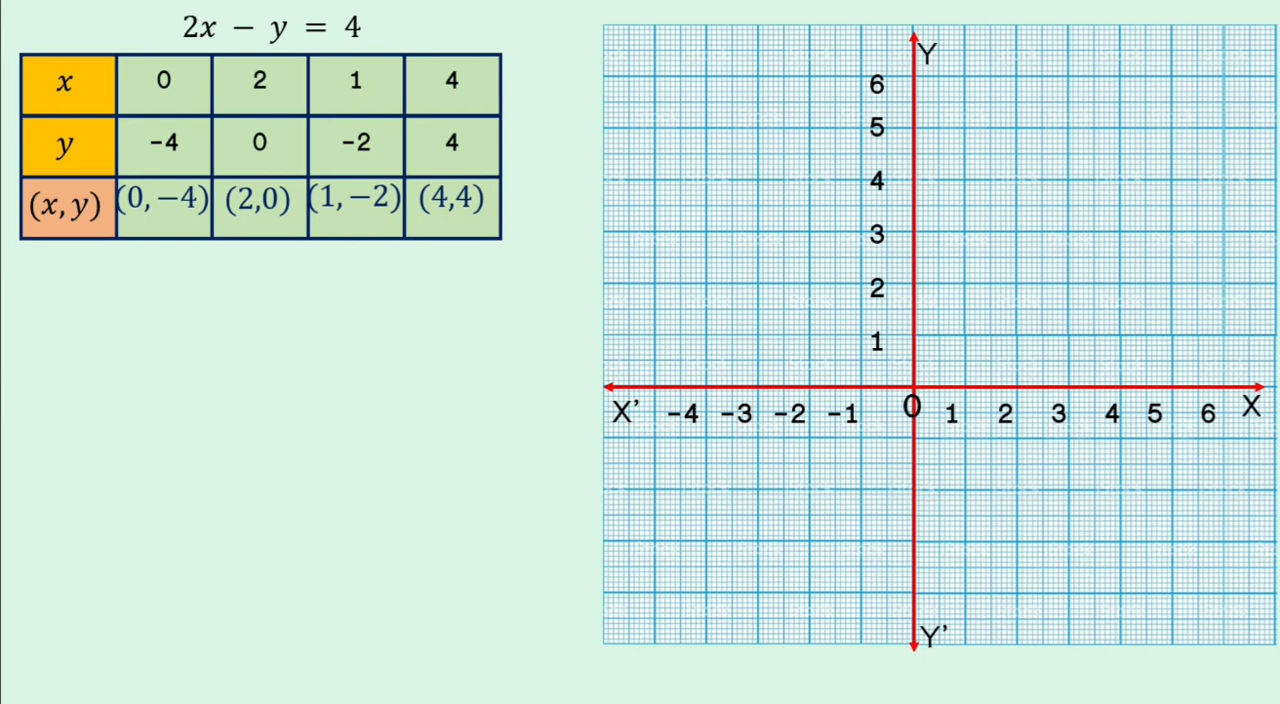 2x − y = 4
x 0 2 1 4
y -4 0 -2 4
(x, y) (0, −4) (2,0) (1, −2) (4,4)
Y
6
5
4
3
2
1
X' -4 -3 -2 -1 0 1 2 3 4 5 6 X
Y'